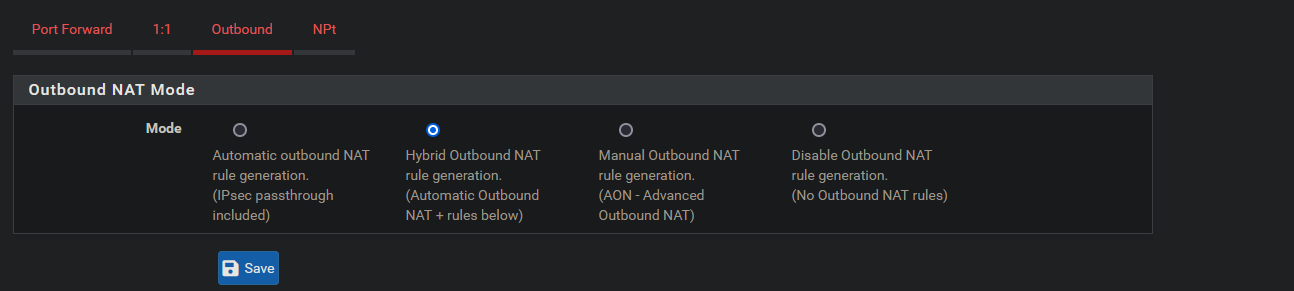 Port Forward 1:1 Outbound NPt
Outbound NAT Mode
Mode
Automatic outbound NAT
rule generation.
(IPsec passthrough
included)
Hybrid Outbound NAT
rule generation.
(Automatic Outbound
NAT + rules below)
Manual Outbound NAT
rule generation.
(AON - Advanced
Outbound NAT)
Disable Outbound NAT
rule generation.
(No Outbound NAT rules)
Save